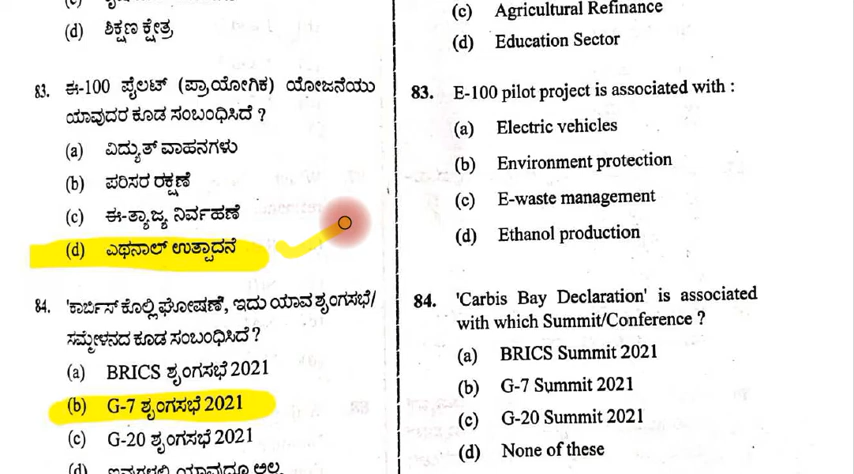 (d) ಶಿಕ್ಷಣ ಕ್ಷೇತ್ರ
83. ಈ-100 ಪೈಲಟ್ (ಪ್ರಾಯೋಗಿಕ) ಯೋಜನೆಯು
ಯಾವುದರ ಕೂಡ ಸಂಬಂಧಿಸಿದೆ ?
(a) ವಿದ್ಯುತ್ ವಾಹನಗಳು
(b) ಪರಿಸರ ರಕ್ಷಣೆ
(c) ಈ-ತ್ಯಾಜ್ಯ ನಿರ್ವಹಣೆ
(d) ಎಥನಾಲ್ ಉತ್ಪಾದನೆ
84. 'ಕಾರ್ಬಿಸ್ ಕೊಲ್ಲಿ ಘೋಷಣೆ', ಇದು ಯಾವ ಶೃಂಗಸಭೆ/
ಸಮ್ಮೇಳನದ ಕೂಡ ಸಂಬಂಧಿಸಿದೆ ?
(a) BRICS ಶೃಂಗಸಭೆ 2021
(b) G-7 ಶೃಂಗಸಭೆ 2021
(c) G-20 ಶೃಂಗಸಭೆ 2021
(d) ಇವುಗಳಲ್ಲಿ ಯಾವುದೂ ಅಲ್ಲ
(c) Agricultural Refinance
(d) Education Sector
83. E-100 pilot project is associated with :
(a) Electric vehicles
(b) Environment protection
(c) E-waste management
(d) Ethanol production
84. 'Carbis Bay Declaration' is associated
with which Summit/Conference ?
(a) BRICS Summit 2021
(b) G-7 Summit 2021
(c) G-20 Summit 2021
(d) None of these